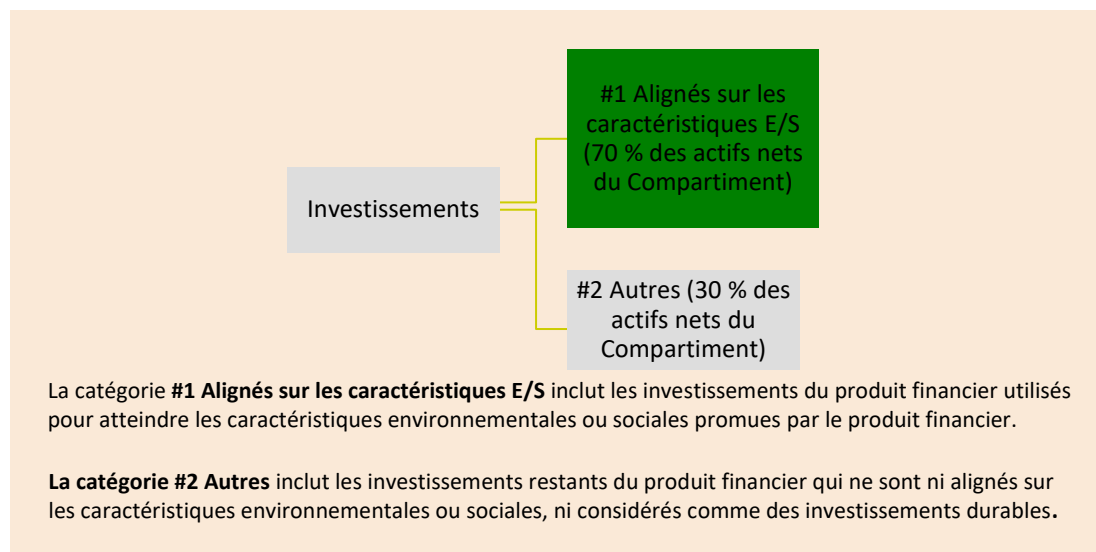 #1 Alignés sur les
caractéristiques E/S
(70 % des actifs nets
du Compartiment)
Investissements
#2 Autres (30 % des
actifs nets du
Compartiment)
La catégorie #1 Alignés sur les caractéristiques E/S inclut les investissements du produit financier utilisés
pour atteindre les caractéristiques environnementales ou sociales promues par le produit financier.
La catégorie #2 Autres inclut les investissements restants du produit financier qui ne sont ni alignés sur
les caractéristiques environnementales ou sociales, ni considérés comme des investissements durables.